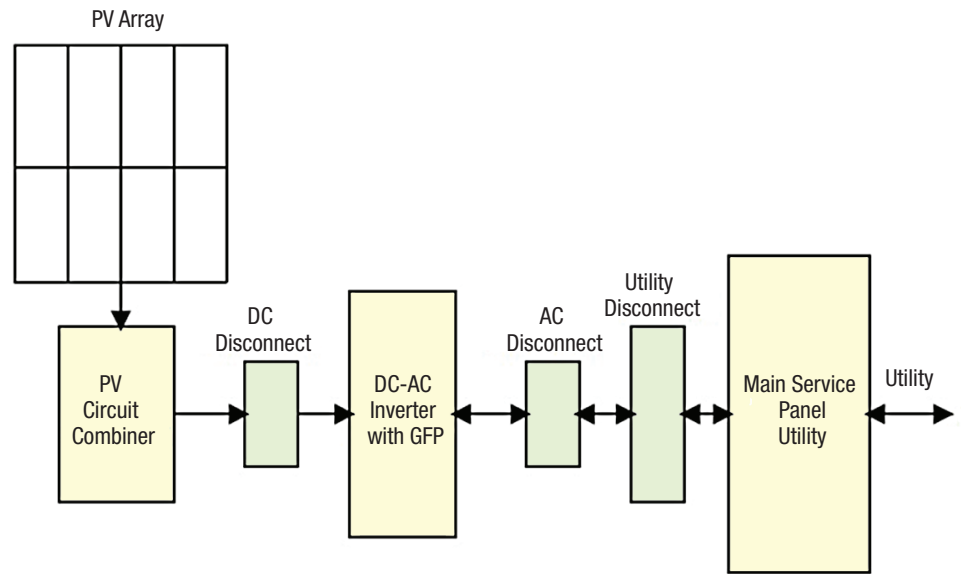 PV Array
PV
Circuit
Combiner
DC
Disconnect
DC-AC
Inverter
with GFP
AC
Disconnect
Utility
Disconnect
Main Service
Panel
Utility
Utility